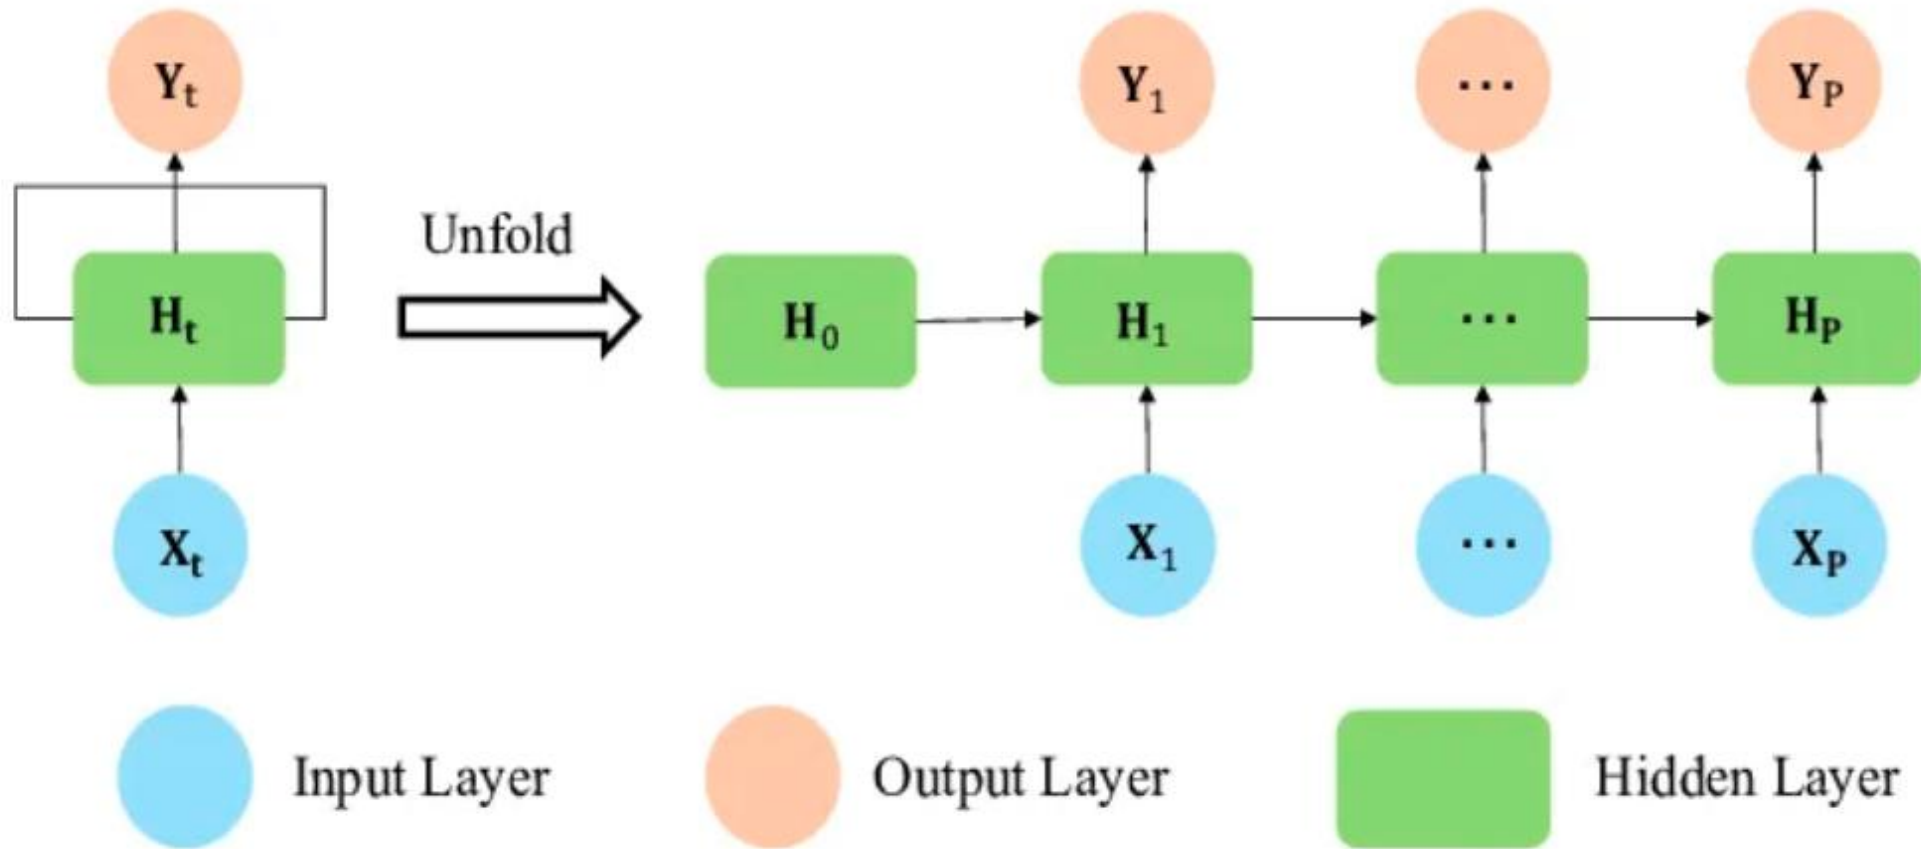 Yt
Y1
...
YP
Unfold
Ht
H0
H1
...
HP
Xt
X1
...
XP
Input Layer
Output Layer
Hidden Layer